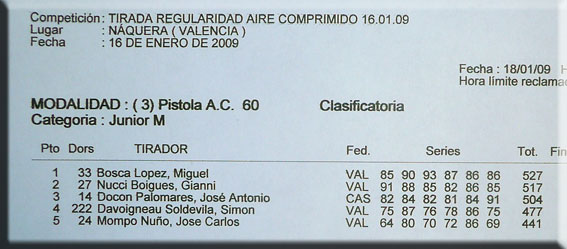 Competición: TIRADA REGULARIDAD AIRE COMPRIMIDO 16.01.09
Lugar : NÁQUERA ( VALENCIA )
Fecha : 16 DE ENERO DE 2009
Fecha : 18/01/09 H
Hora límite reclama
MODALIDAD : ( 3) Pistola A.C. 60 Clasificatoria
Categoria : Junior M
Pto Dors TIRADOR Fed. Series Tot. Fin
1 33 Bosca Lopez, Miguel VAL 85 90 93 87 86 86 527
2 27 Nucci Boigues, Gianni VAL 91 88 85 82 86 85 517
3 14 Docon Palomares, José Antonio CAS 82 84 82 81 84 91 504
4 222 Davoigneau Soldevila, Simon VAL 75 87 76 78 86 75 477
5 24 Mompo Nuño, Jose Carlos VAL 64 80 70 72 86 69 441